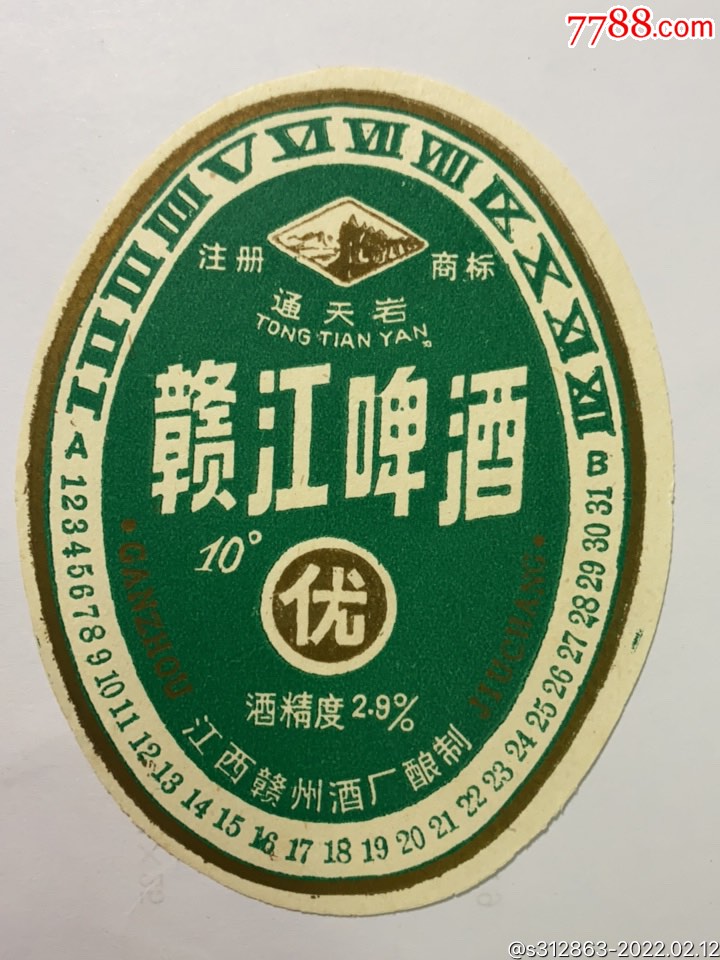 7788.com
I II III IIII V VI VII VIII IX X XI XII
注册 商标
通天岩
TONG TIAN YAN
赣江啤酒
10°
优
酒精度2.9%
江西赣州酒厂酿制
•GANZHOU JIUCHANG•
A 1 2 3 4 5 6 7 8 9 10 11 12 13 14 15 16 17 18 19 20 21 22 23 24 25 26 27 28 29 30 31 B
@s312863-2022.02.12